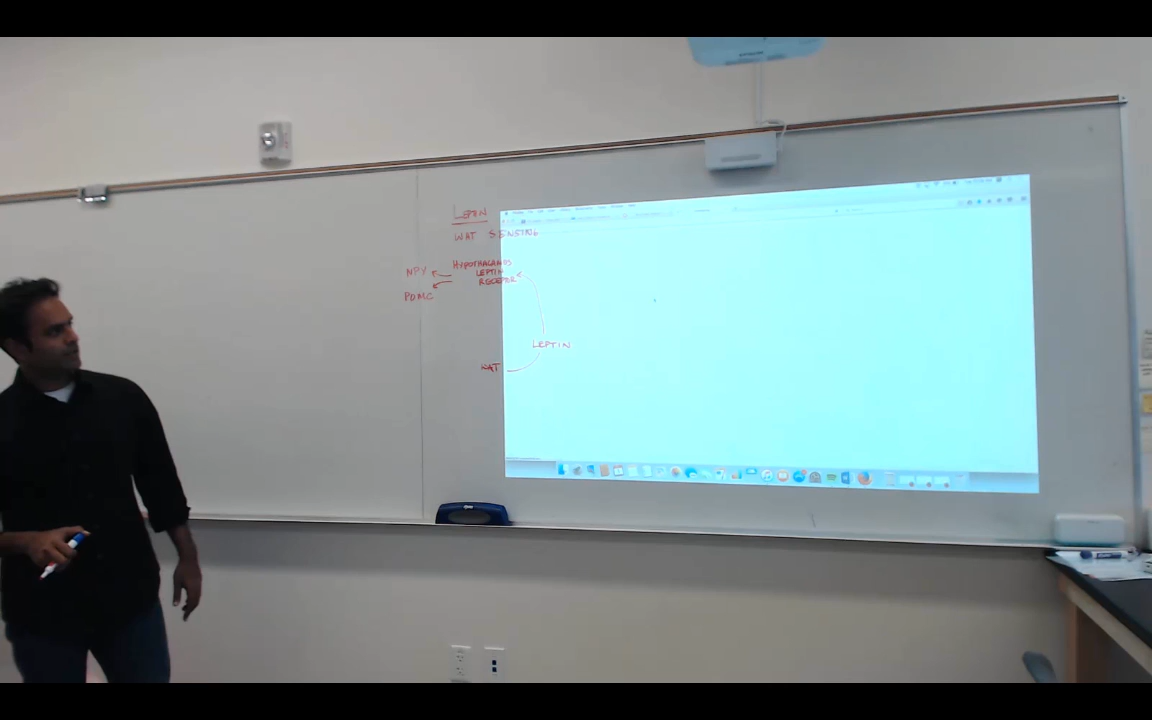 LEPTIN
WAT SENSING
HYPOTHALAMUS
NPY
LEPTIN
RECEPTOR
POMC
LEPTIN
WAT